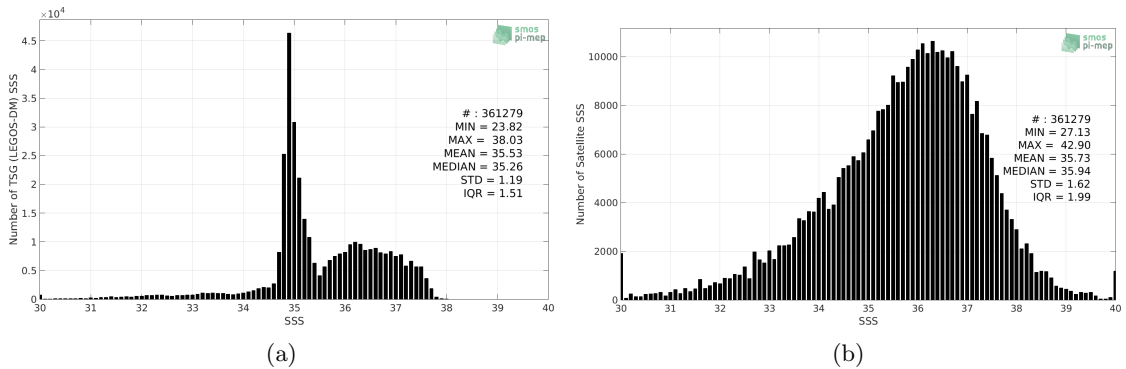 ×10⁴
4.5
4
3.5
3
2.5
2
1.5
1
0.5
0
Number of TSG (LEGOS-DM) SSS
30 31 32 33 34 35 36 37 38 39 40
SSS
smos
pi-mep
# : 361279
MIN = 23.82
MAX = 38.03
MEAN = 35.53
MEDIAN = 35.26
STD = 1.19
IQR = 1.51
(a)
10000
8000
6000
4000
2000
0
Number of Satellite SSS
30 31 32 33 34 35 36 37 38 39 40
SSS
smos
pi-mep
# : 361279
MIN = 27.13
MAX = 42.90
MEAN = 35.73
MEDIAN = 35.94
STD = 1.62
IQR = 1.99
(b)